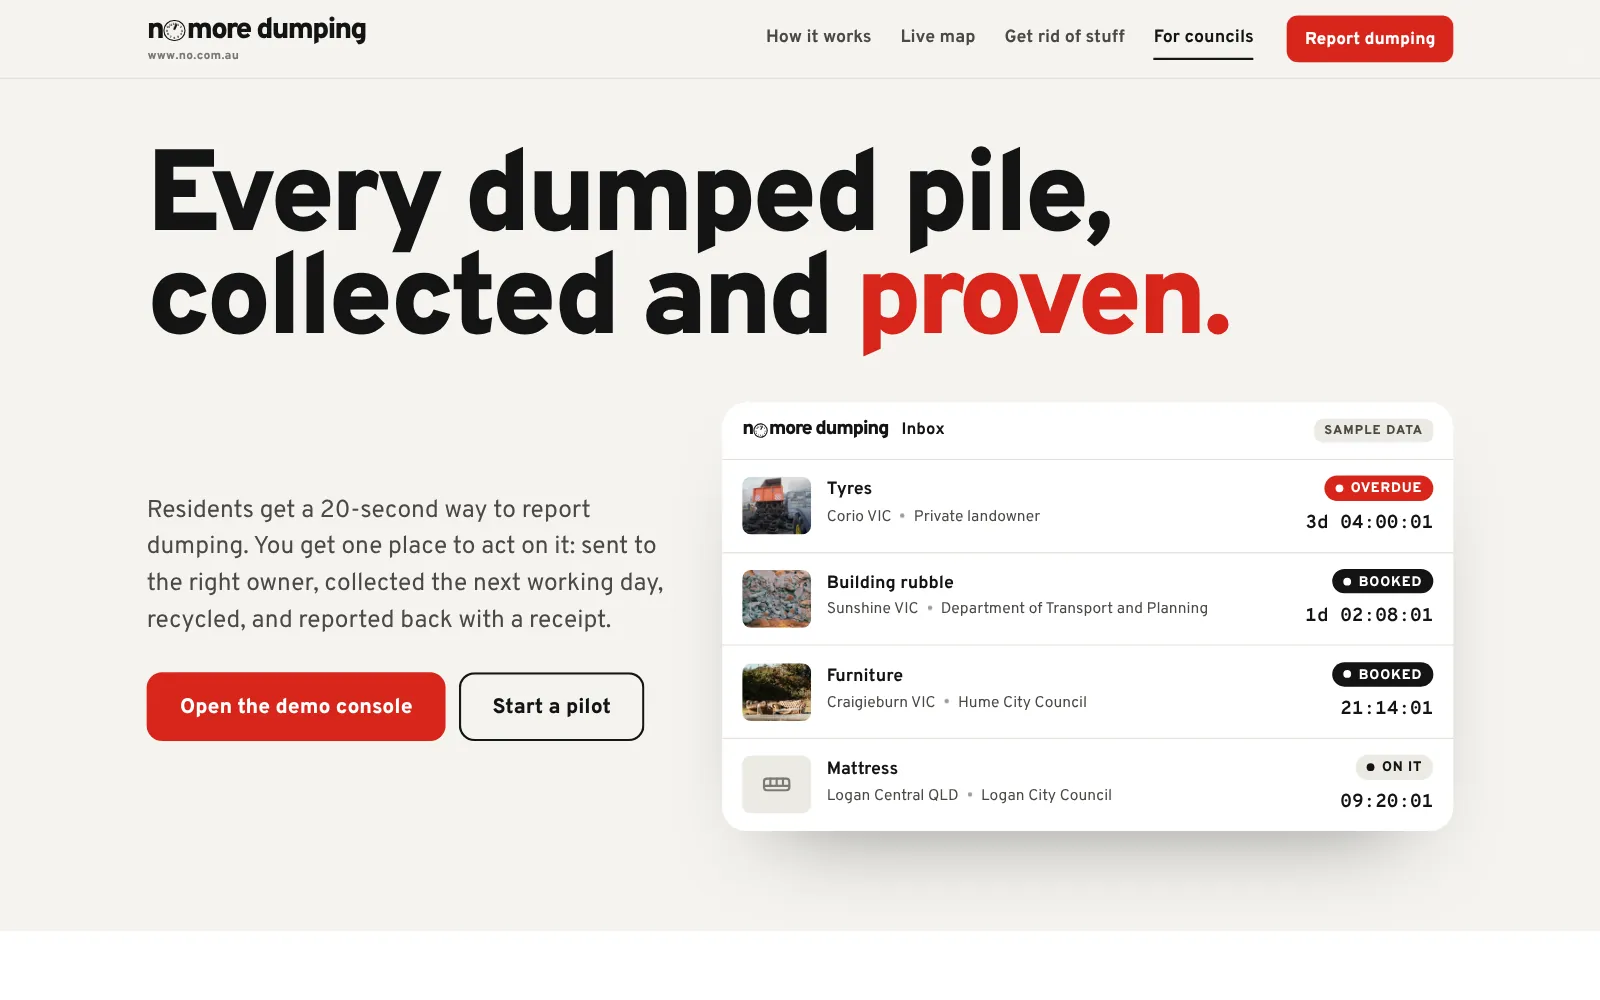 no more dumping
www.no.com.au
How it works
Live map
Get rid of stuff
For councils
Report dumping
Every dumped pile,
collected and proven.
Residents get a 20-second way to report
dumping. You get one place to act on it: sent to
the right owner, collected the next working day,
recycled, and reported back with a receipt.
Open the demo console
Start a pilot
no more dumping Inbox
SAMPLE DATA
Tyres
OVERDUE
Corio VIC • Private landowner
3d 04:00:01
Building rubble
BOOKED
Sunshine VIC • Department of Transport and Planning
1d 02:08:01
Furniture
BOOKED
Craigieburn VIC • Hume City Council
21:14:01
Mattress
ON IT
Logan Central QLD • Logan City Council
09:20:01